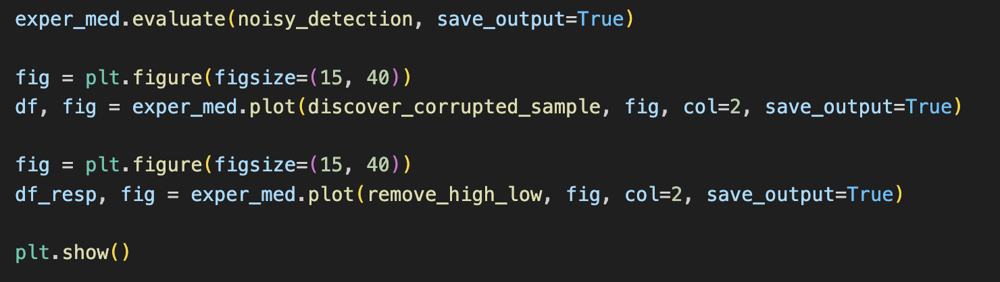 exper_med.evaluate(noisy_detection, save_output=True)
fig = plt.figure(figsize=(15, 40))
df, fig = exper_med.plot(discover_corrupted_sample, fig, col=2, save_output=True)
fig = plt.figure(figsize=(15, 40))
df_resp, fig = exper_med.plot(remove_high_low, fig, col=2, save_output=True)
plt.show()